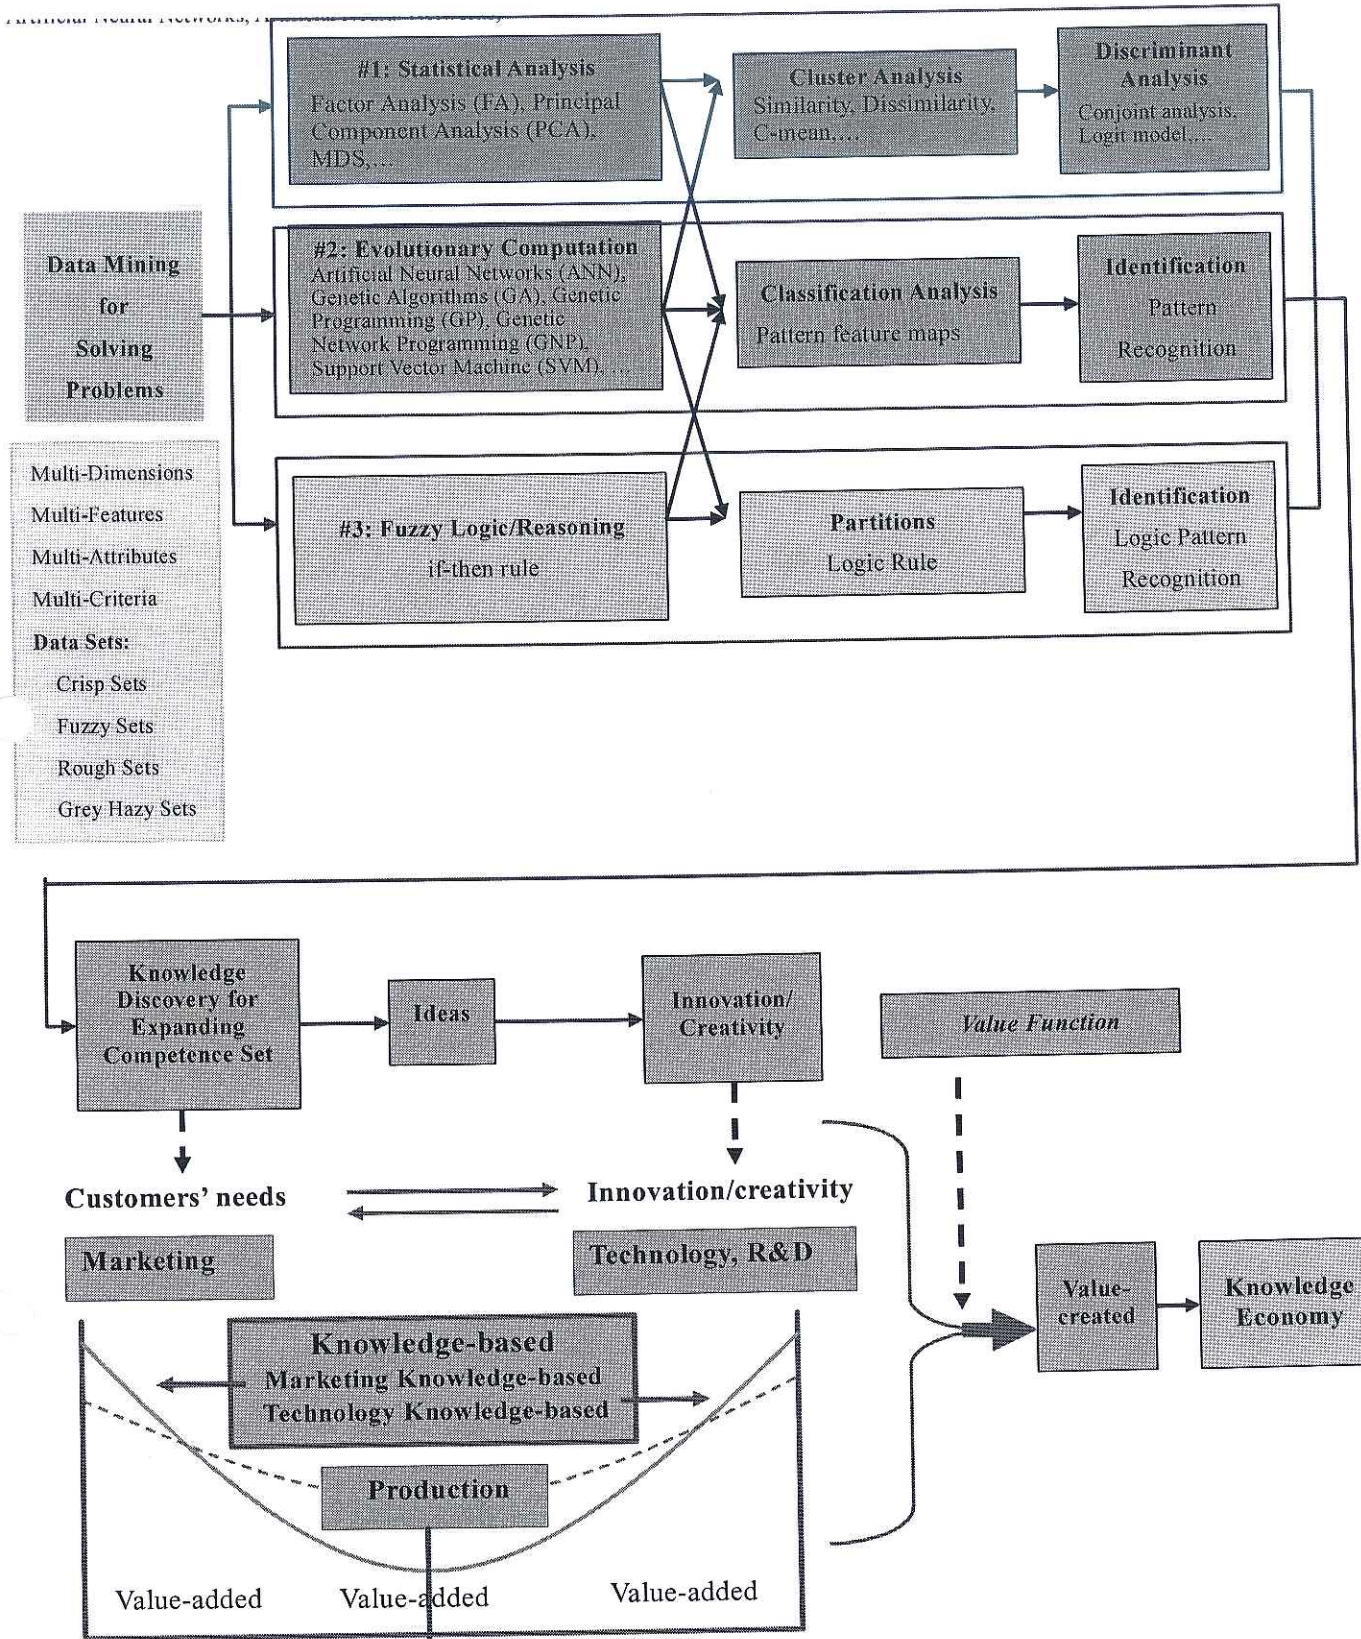 Artificial Neural Networks,
#1: Statistical Analysis
Factor Analysis (FA), Principal
Component Analysis (PCA),
MDS,…
Cluster Analysis
Similarity, Dissimilarity,
C-mean,…
Discriminant
Analysis
Conjoint analysis,
Logit model,…
Data Mining
for
Solving
Problems
#2: Evolutionary Computation
Artificial Neural Networks (ANN),
Genetic Algorithms (GA), Genetic
Programming (GP), Genetic
Network Programming (GNP),
Support Vector Machine (SVM), …
Classification Analysis
Pattern feature maps
Identification
Pattern
Recognition
Multi-Dimensions
Multi-Features
Multi-Attributes
Multi-Criteria
Data Sets:
Crisp Sets
Fuzzy Sets
Rough Sets
Grey Hazy Sets
#3: Fuzzy Logic/Reasoning
if-then rule
Partitions
Logic Rule
Identification
Logic Pattern
Recognition
Knowledge
Discovery for
Expanding
Competence Set
Ideas
Innovation/
Creativity
Value Function
Customers’ needs
Innovation/creativity
Marketing
Technology, R&D
Knowledge-based
Marketing Knowledge-based
Technology Knowledge-based
Production
Value-
created
Knowledge
Economy
Value-added
Value-added
Value-added